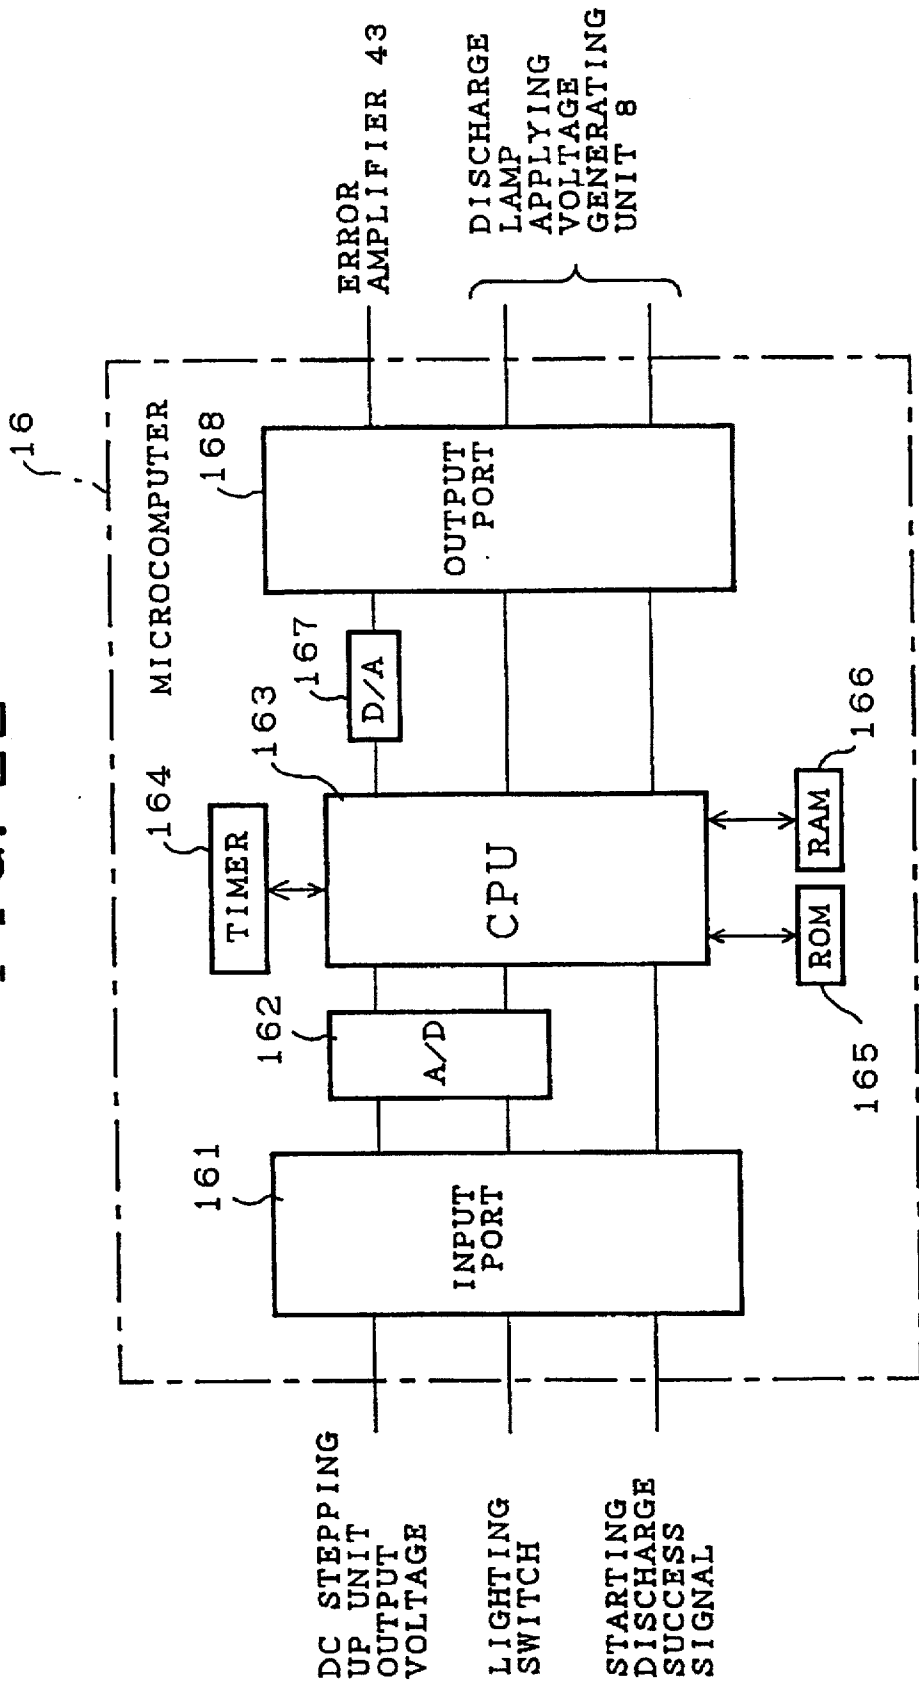 16
MICROCOMPUTER
DC STEPPING
UP UNIT
OUTPUT
VOLTAGE
LIGHTING
SWITCH
STARTING
DISCHARGE
SUCCESS
SIGNAL
161
INPUT
PORT
162
A/D
164
TIMER
163
CPU
165
ROM
RAM
166
167
D/A
168
OUTPUT
PORT
ERROR
AMPLIFIER 43
DISCHARGE
LAMP
APPLYING
VOLTAGE
GENERATING
UNIT 8